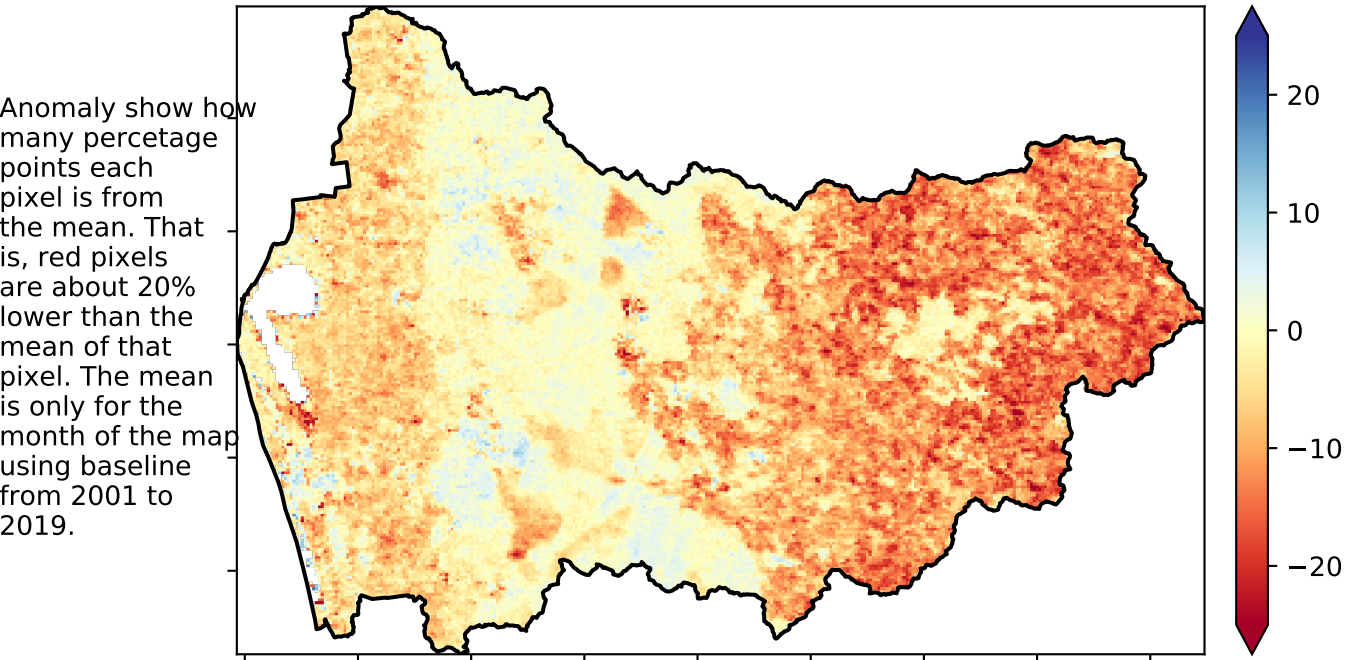 Anomaly show how
many percetage
points each
pixel is from
the mean. That
is, red pixels
are about 20%
lower than the
mean of that
pixel. The mean
is only for the
month of the map
using baseline
from 2001 to
2019.
20
10
0
−10
−20